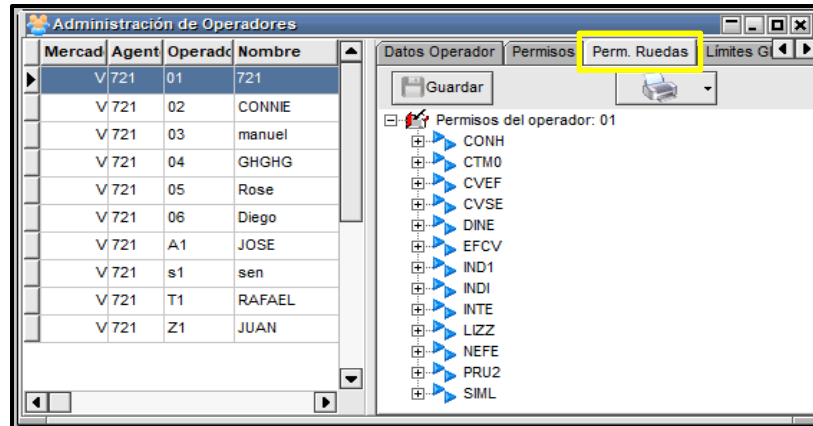 Administración de Operadores
Mercad Agent Operadc Nombre
V 721 01 721
V 721 02 CONNIE
V 721 03 manuel
V 721 04 GHGHG
V 721 05 Rose
V 721 06 Diego
V 721 A1 JOSE
V 721 s1 sen
V 721 T1 RAFAEL
V 721 Z1 JUAN
Datos Operador Permisos Perm. Ruedas Límites Gi
Guardar
Permisos del operador: 01
CONH
CTM0
CVEF
CVSE
DINE
EFCV
IND1
INDI
INTE
LIZZ
NEFE
PRU2
SIML